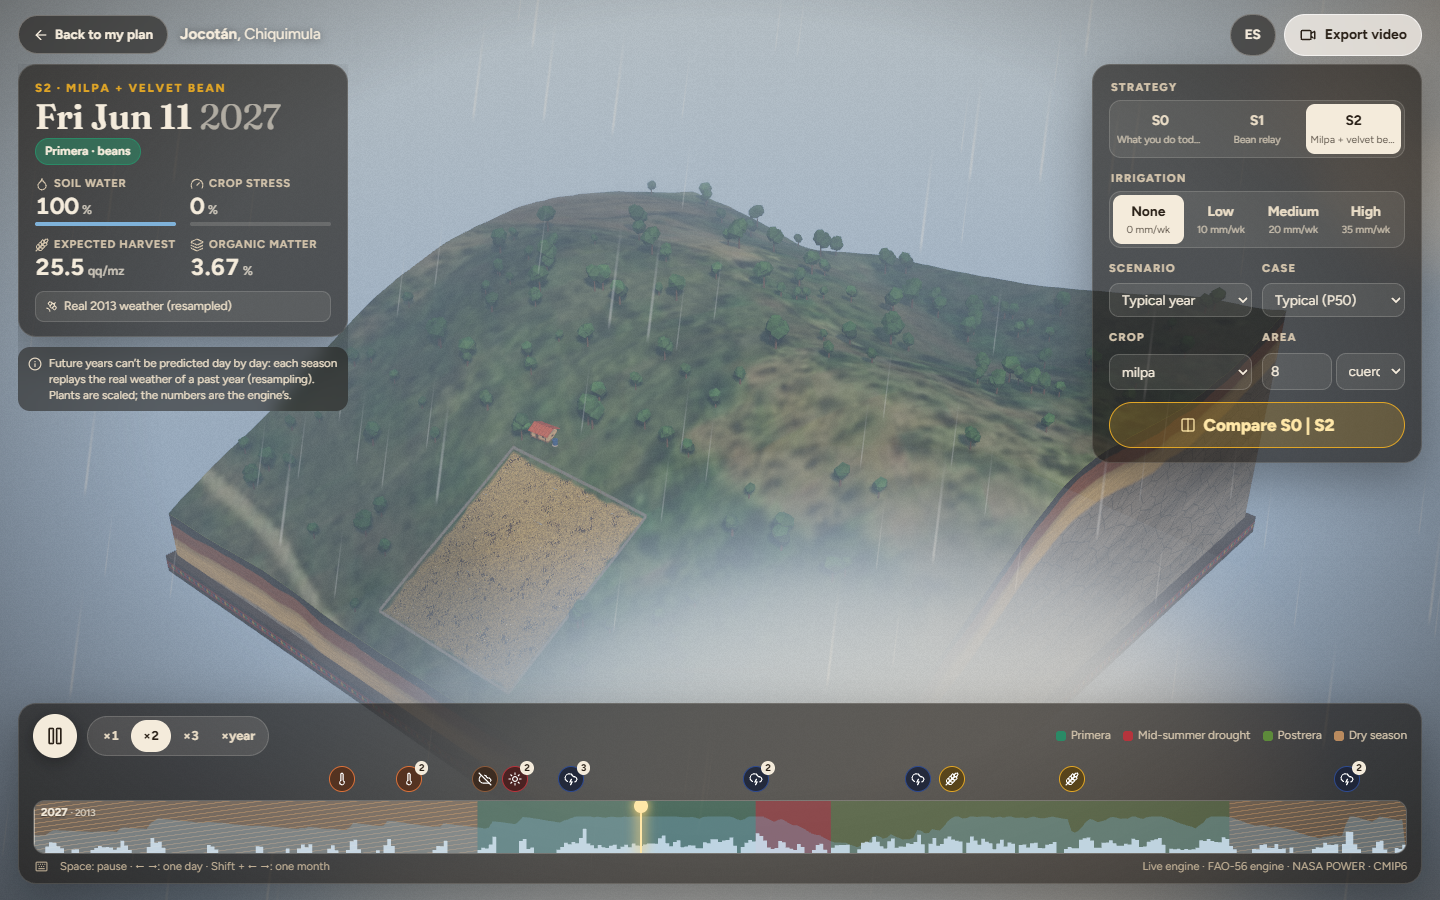 Back to my plan
Jocotán, Chiquimula
ES
Export video
S2 · MILPA + VELVET BEAN
Fri Jun 11 2027
Primera · beans
SOIL WATER
100 %
CROP STRESS
0 %
EXPECTED HARVEST
25.5 qq/mz
ORGANIC MATTER
3.67 %
Real 2013 weather (resampled)
Future years can't be predicted day by day: each season
replays the real weather of a past year (resampling).
Plants are scaled; the numbers are the engine's.
STRATEGY
S0
What you do tod...
S1
Bean relay
S2
Milpa + velvet be...
IRRIGATION
None
0 mm/wk
Low
10 mm/wk
Medium
20 mm/wk
High
35 mm/wk
SCENARIO
Typical year
CASE
Typical (P50)
CROP
milpa
AREA
8
cuerc
Compare S0 | S2
×1
×2
×3
×year
Primera
Mid-summer drought
Postrera
Dry season
2
2
3
2
2
2027 · 2013
Space: pause · ← →: one day · Shift + ← →: one month
Live engine · FAO-56 engine · NASA POWER · CMIP6